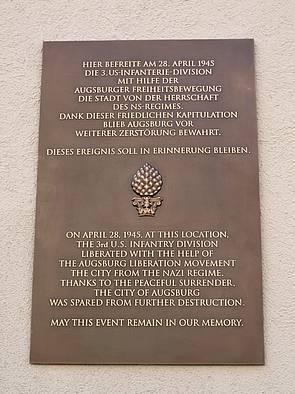 HIER BEFREITE AM 28. APRIL 1945
DIE 3. US-INFANTERIE-DIVISION
MIT HILFE DER
AUGSBURGER FREIHEITSBEWEGUNG
DIE STADT VON DER HERRSCHAFT
DES NS-REGIMES.
DANK DIESER FRIEDLICHEN KAPITULATION
BLIEB AUGSBURG VOR
WEITERER ZERSTÖRUNG BEWAHRT.
DIESES EREIGNIS SOLL IN ERINNERUNG BLEIBEN.
ON APRIL 28, 1945, AT THIS LOCATION,
THE 3rd U.S. INFANTRY DIVISION
LIBERATED WITH THE HELP OF
THE AUGSBURG LIBERATION MOVEMENT
THE CITY FROM THE NAZI REGIME.
THANKS TO THE PEACEFUL SURRENDER,
THE CITY OF AUGSBURG
WAS SPARED FROM FURTHER DESTRUCTION.
MAY THIS EVENT REMAIN IN OUR MEMORY.